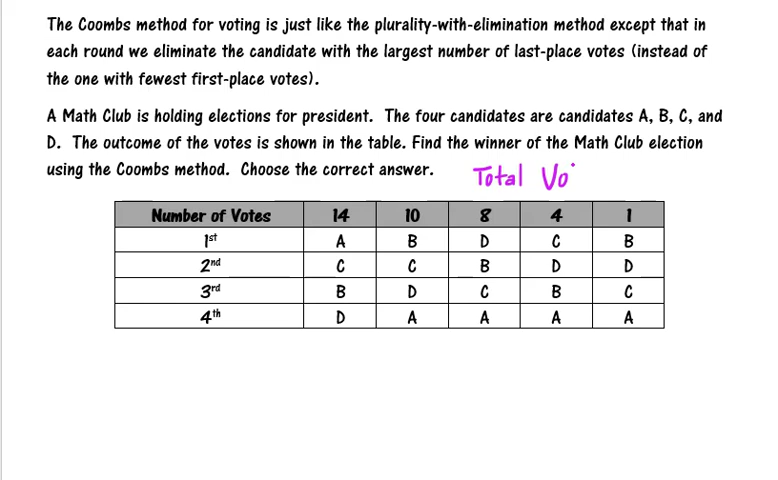 The Coombs method for voting is just like the plurality-with-elimination method except that in
each round we eliminate the candidate with the largest number of last-place votes (instead of
the one with fewest first-place votes).
A Math Club is holding elections for president. The four candidates are candidates A, B, C, and
D. The outcome of the votes is shown in the table. Find the winner of the Math Club election
using the Coombs method. Choose the correct answer.
Total Vo
Number of Votes 14 10 8 4 1
1st A B D C B
2nd C C B D D
3rd B D C B C
4th D A A A A